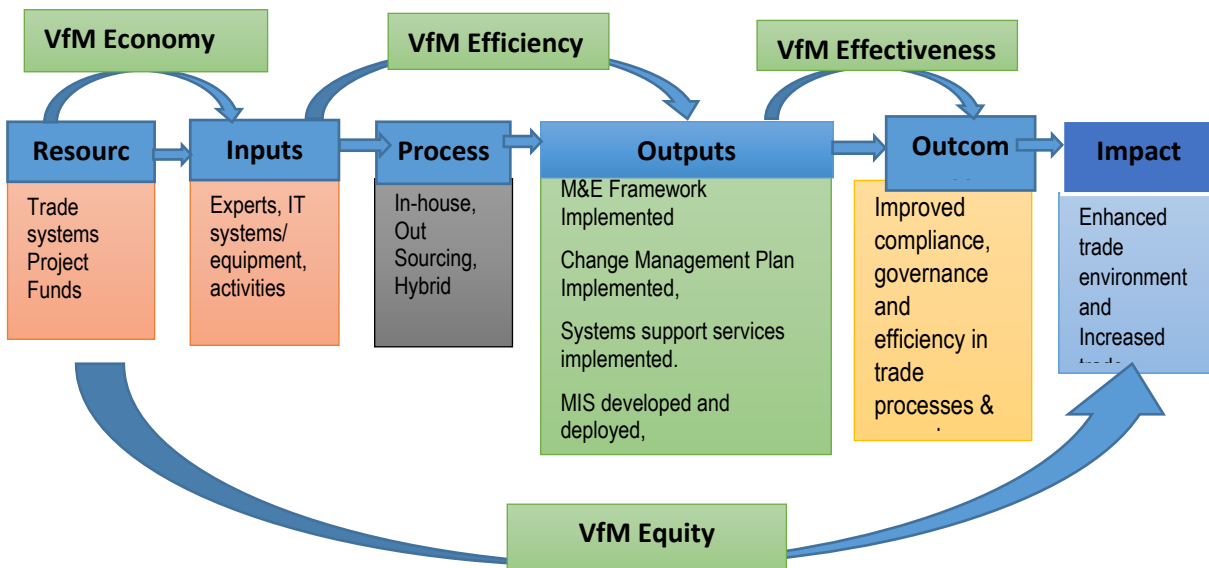 VfM Economy
VfM Efficiency
VfM Effectiveness
Resourc
Inputs
Process
Outputs
Outcom
Impact
Trade
systems
Project
Funds
Experts, IT
systems/
equipment,
activities
In-house,
Out
Sourcing,
Hybrid
M&E Framework
Implemented
Change Management Plan
Implemented,
Systems support services
implemented.
MIS developed and
deployed,
Improved
compliance,
governance
and
efficiency in
trade
processes &
Enhanced
trade
environment
and
Increased
VfM Equity